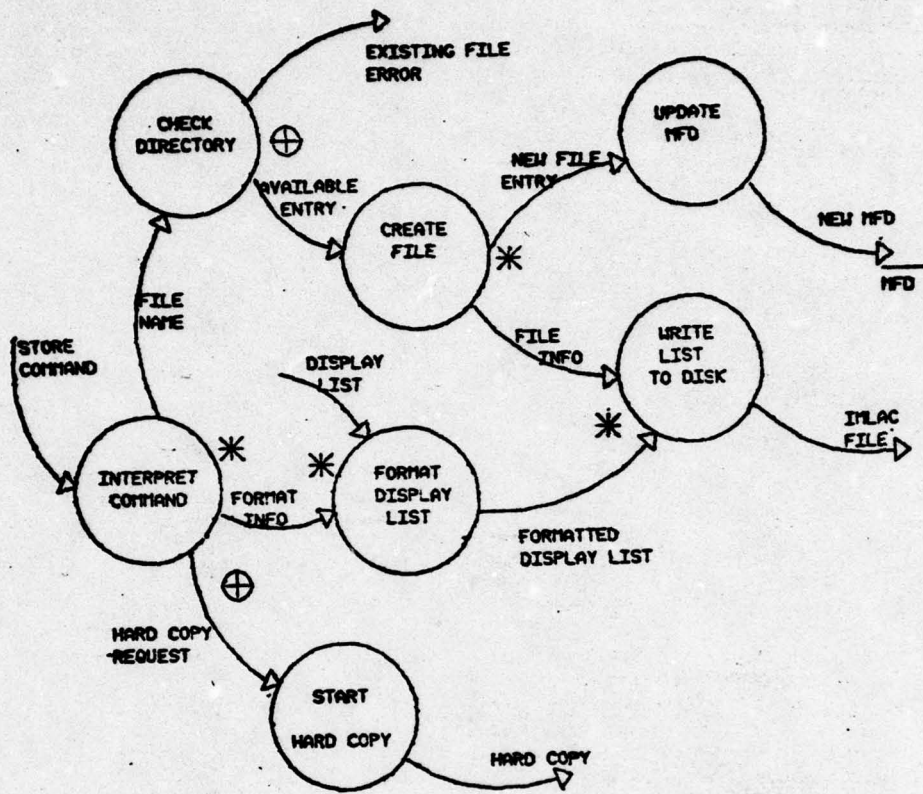 EXISTING FILE
ERROR
CHECK
DIRECTORY
UPDATE
MFD
AVAILABLE
ENTRY
NEW FILE
ENTRY
CREATE
FILE
NEW MFD
MFD
FILE
NAME
STORE
COMMAND
DISPLAY
LIST
FILE
INFO
WRITE
LIST
TO DISK
IMLAC
FILE
INTERPRET
COMMAND
FORMAT
INFO
FORMAT
DISPLAY
LIST
FORMATTED
DISPLAY LIST
HARD COPY
REQUEST
START
HARD COPY
HARD COPY